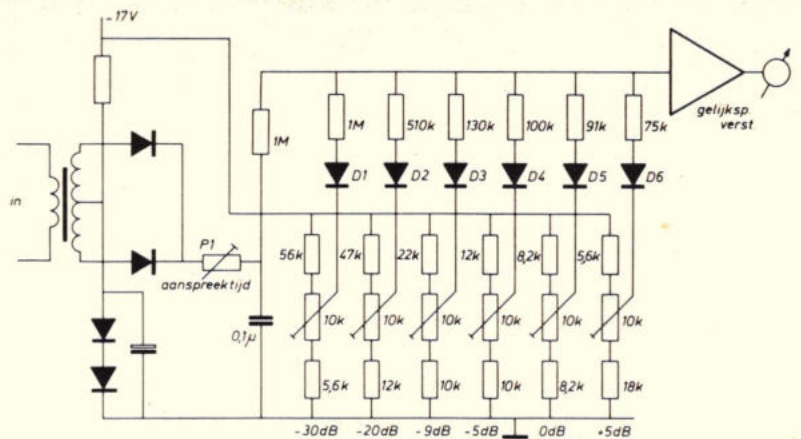 -17V
1M
1M
510k
130k
100k
91k
75k
gelijksp.
verst
D1
D2
D3
D4
D5
D6
in
P1
aanspreektijd
56k
47k
22k
12k
8,2k
5,6k
0,1µ
10k
10k
10k
10k
10k
10k
5,6k
12k
10k
10k
8,2k
18k
-30dB
-20dB
-9dB
-5dB
0dB
+5dB